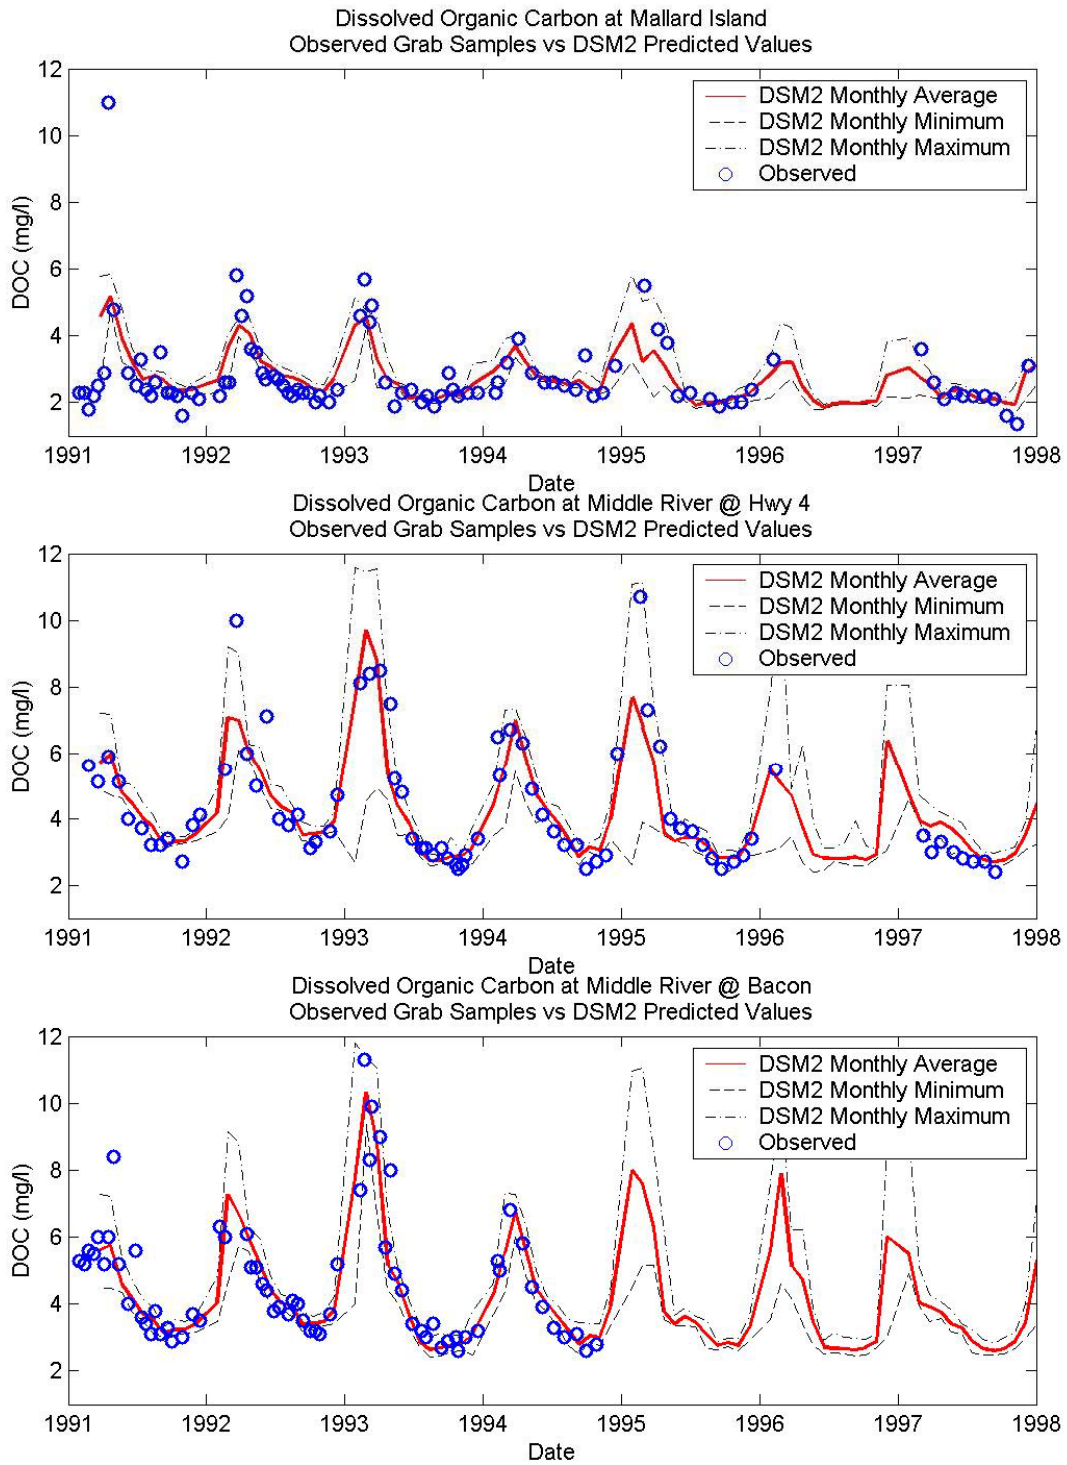 Dissolved Organic Carbon at Mallard Island
Observed Grab Samples vs DSM2 Predicted Values
12
10
8
6
4
2
DOC (mg/l)
DSM2 Monthly Average
DSM2 Monthly Minimum
DSM2 Monthly Maximum
Observed
1991 1992 1993 1994 1995 1996 1997 1998
Date
Dissolved Organic Carbon at Middle River @ Hwy 4
Observed Grab Samples vs DSM2 Predicted Values
12
10
8
6
4
2
DOC (mg/l)
DSM2 Monthly Average
DSM2 Monthly Minimum
DSM2 Monthly Maximum
Observed
1991 1992 1993 1994 1995 1996 1997 1998
Date
Dissolved Organic Carbon at Middle River @ Bacon
Observed Grab Samples vs DSM2 Predicted Values
12
10
8
6
4
2
DOC (mg/l)
DSM2 Monthly Average
DSM2 Monthly Minimum
DSM2 Monthly Maximum
Observed
1991 1992 1993 1994 1995 1996 1997 1998
Date